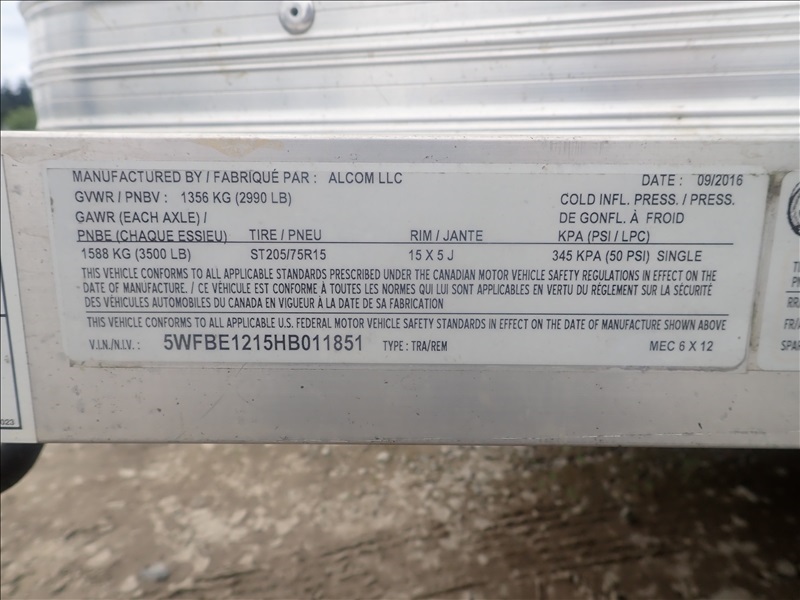 MANUFACTURED BY / FABRIQUÉ PAR : ALCOM LLC DATE : 09/2016
GVWR / PNBV : 1356 KG (2990 LB) COLD INFL. PRESS. / PRESS.
GAWR (EACH AXLE) / DE GONFL. À FROID
PNBE (CHAQUE ESSIEU) TIRE / PNEU RIM / JANTE KPA (PSI / LPC)
1588 KG (3500 LB) ST205/75R15 15 X 5 J 345 KPA (50 PSI) SINGLE
THIS VEHICLE CONFORMS TO ALL APPLICABLE STANDARDS PRESCRIBED UNDER THE CANADIAN MOTOR VEHICLE SAFETY REGULATIONS IN EFFECT ON THE
DATE OF MANUFACTURE. / CE VÉHICULE EST CONFORME À TOUTES LES NORMES QUI LUI SONT APPLICABLES EN VERTU DU RÉGLEMENT SUR LA SÉCURITÉ
DES VÉHICULES AUTOMOBILES DU CANADA EN VIGUEUR À LA DATE DE SA FABRICATION
THIS VEHICLE CONFORMS TO ALL APPLICABLE U.S. FEDERAL MOTOR VEHICLE SAFETY STANDARDS IN EFFECT ON THE DATE OF MANUFACTURE SHOWN ABOVE
V.I.N./N.I.V. : 5WFBE1215HB011851 TYPE : TRA/REM MEC 6 X 12
023
FR/A
SPAR